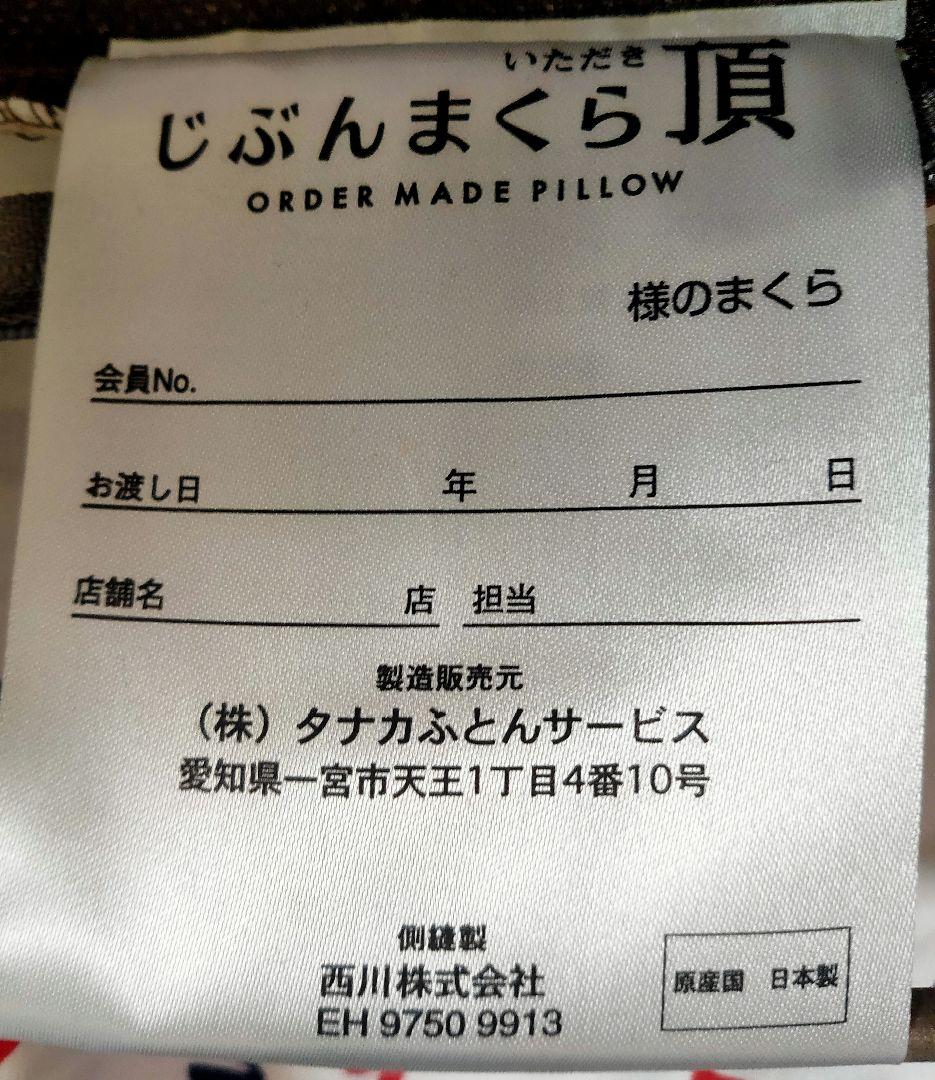 いただき
じぶんまくら頂
ORDER MADE PILLOW
様のまくら
会員No.
お渡し日 年 月 日
店舗名 店 担当
製造販売元
（株）タナカふとんサービス
愛知県一宮市天王1丁目4番10号
側縫製
西川株式会社
EH 9750 9913
原産国 日本製